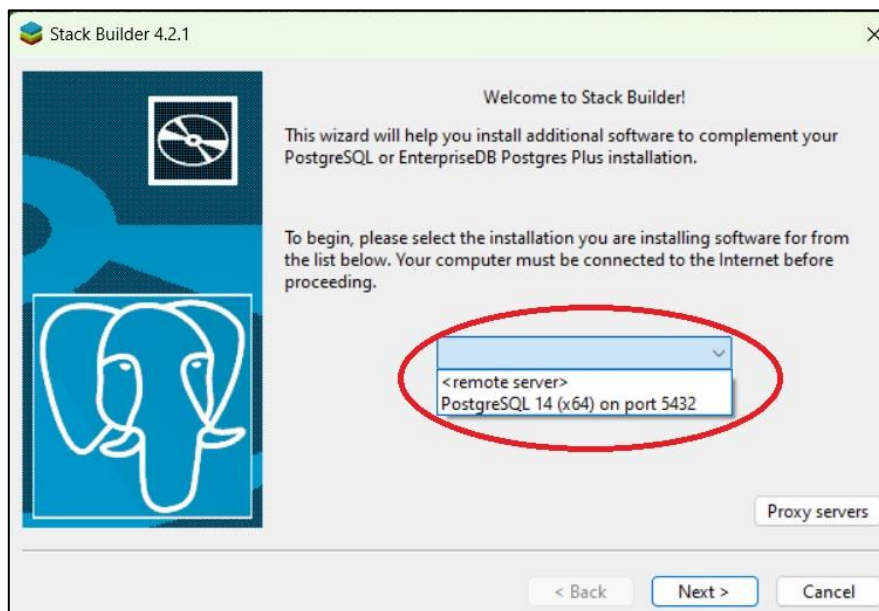 Stack Builder 4.2.1
Welcome to Stack Builder!
This wizard will help you install additional software to complement your
PostgreSQL or EnterpriseDB Postgres Plus installation.
To begin, please select the installation you are installing software for from
the list below. Your computer must be connected to the Internet before
proceeding.
<remote server>
PostgreSQL 14 (x64) on port 5432
Proxy servers
< Back
Next >
Cancel